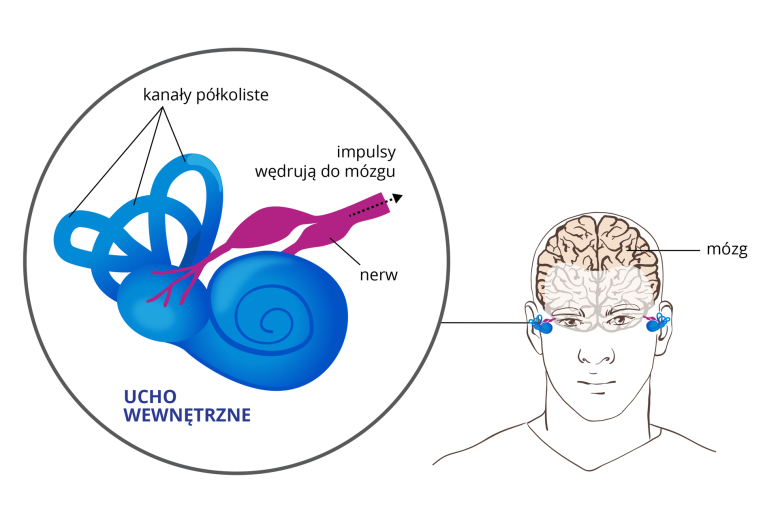 kanały półkoliste
impulsy
wędrują do mózgu
nerw
UCHO
WEWNĘTRZNE
mózg